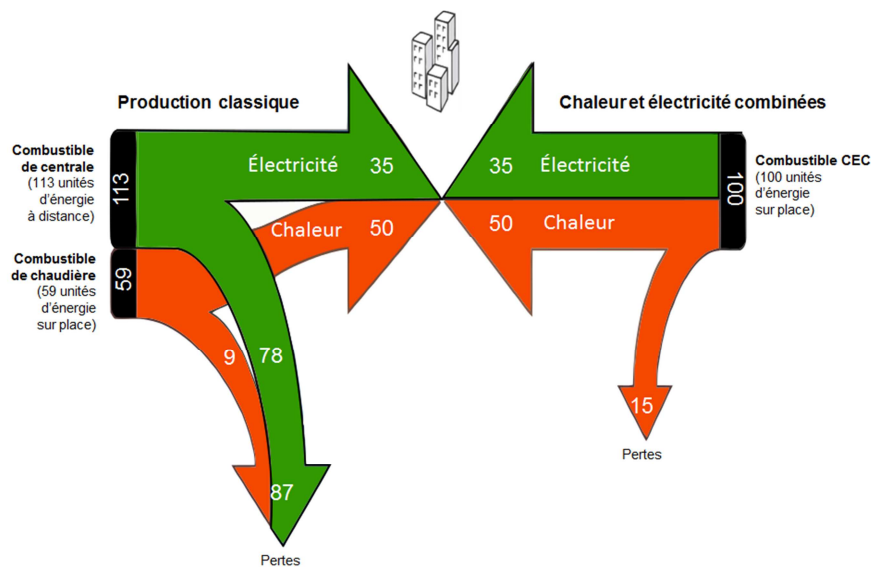 Production classique
Chaleur et électricité combinées
Combustible
de centrale
(113 unités
d'énergie
à distance)
113
Électricité
35
35
Électricité
100
Combustible CEC
(100 unités
d'énergie
sur place)
Combustible
de chaudière
(59 unités
d'énergie
sur place)
59
Chaleur
50
50
Chaleur
9
78
15
Pertes
87
Pertes